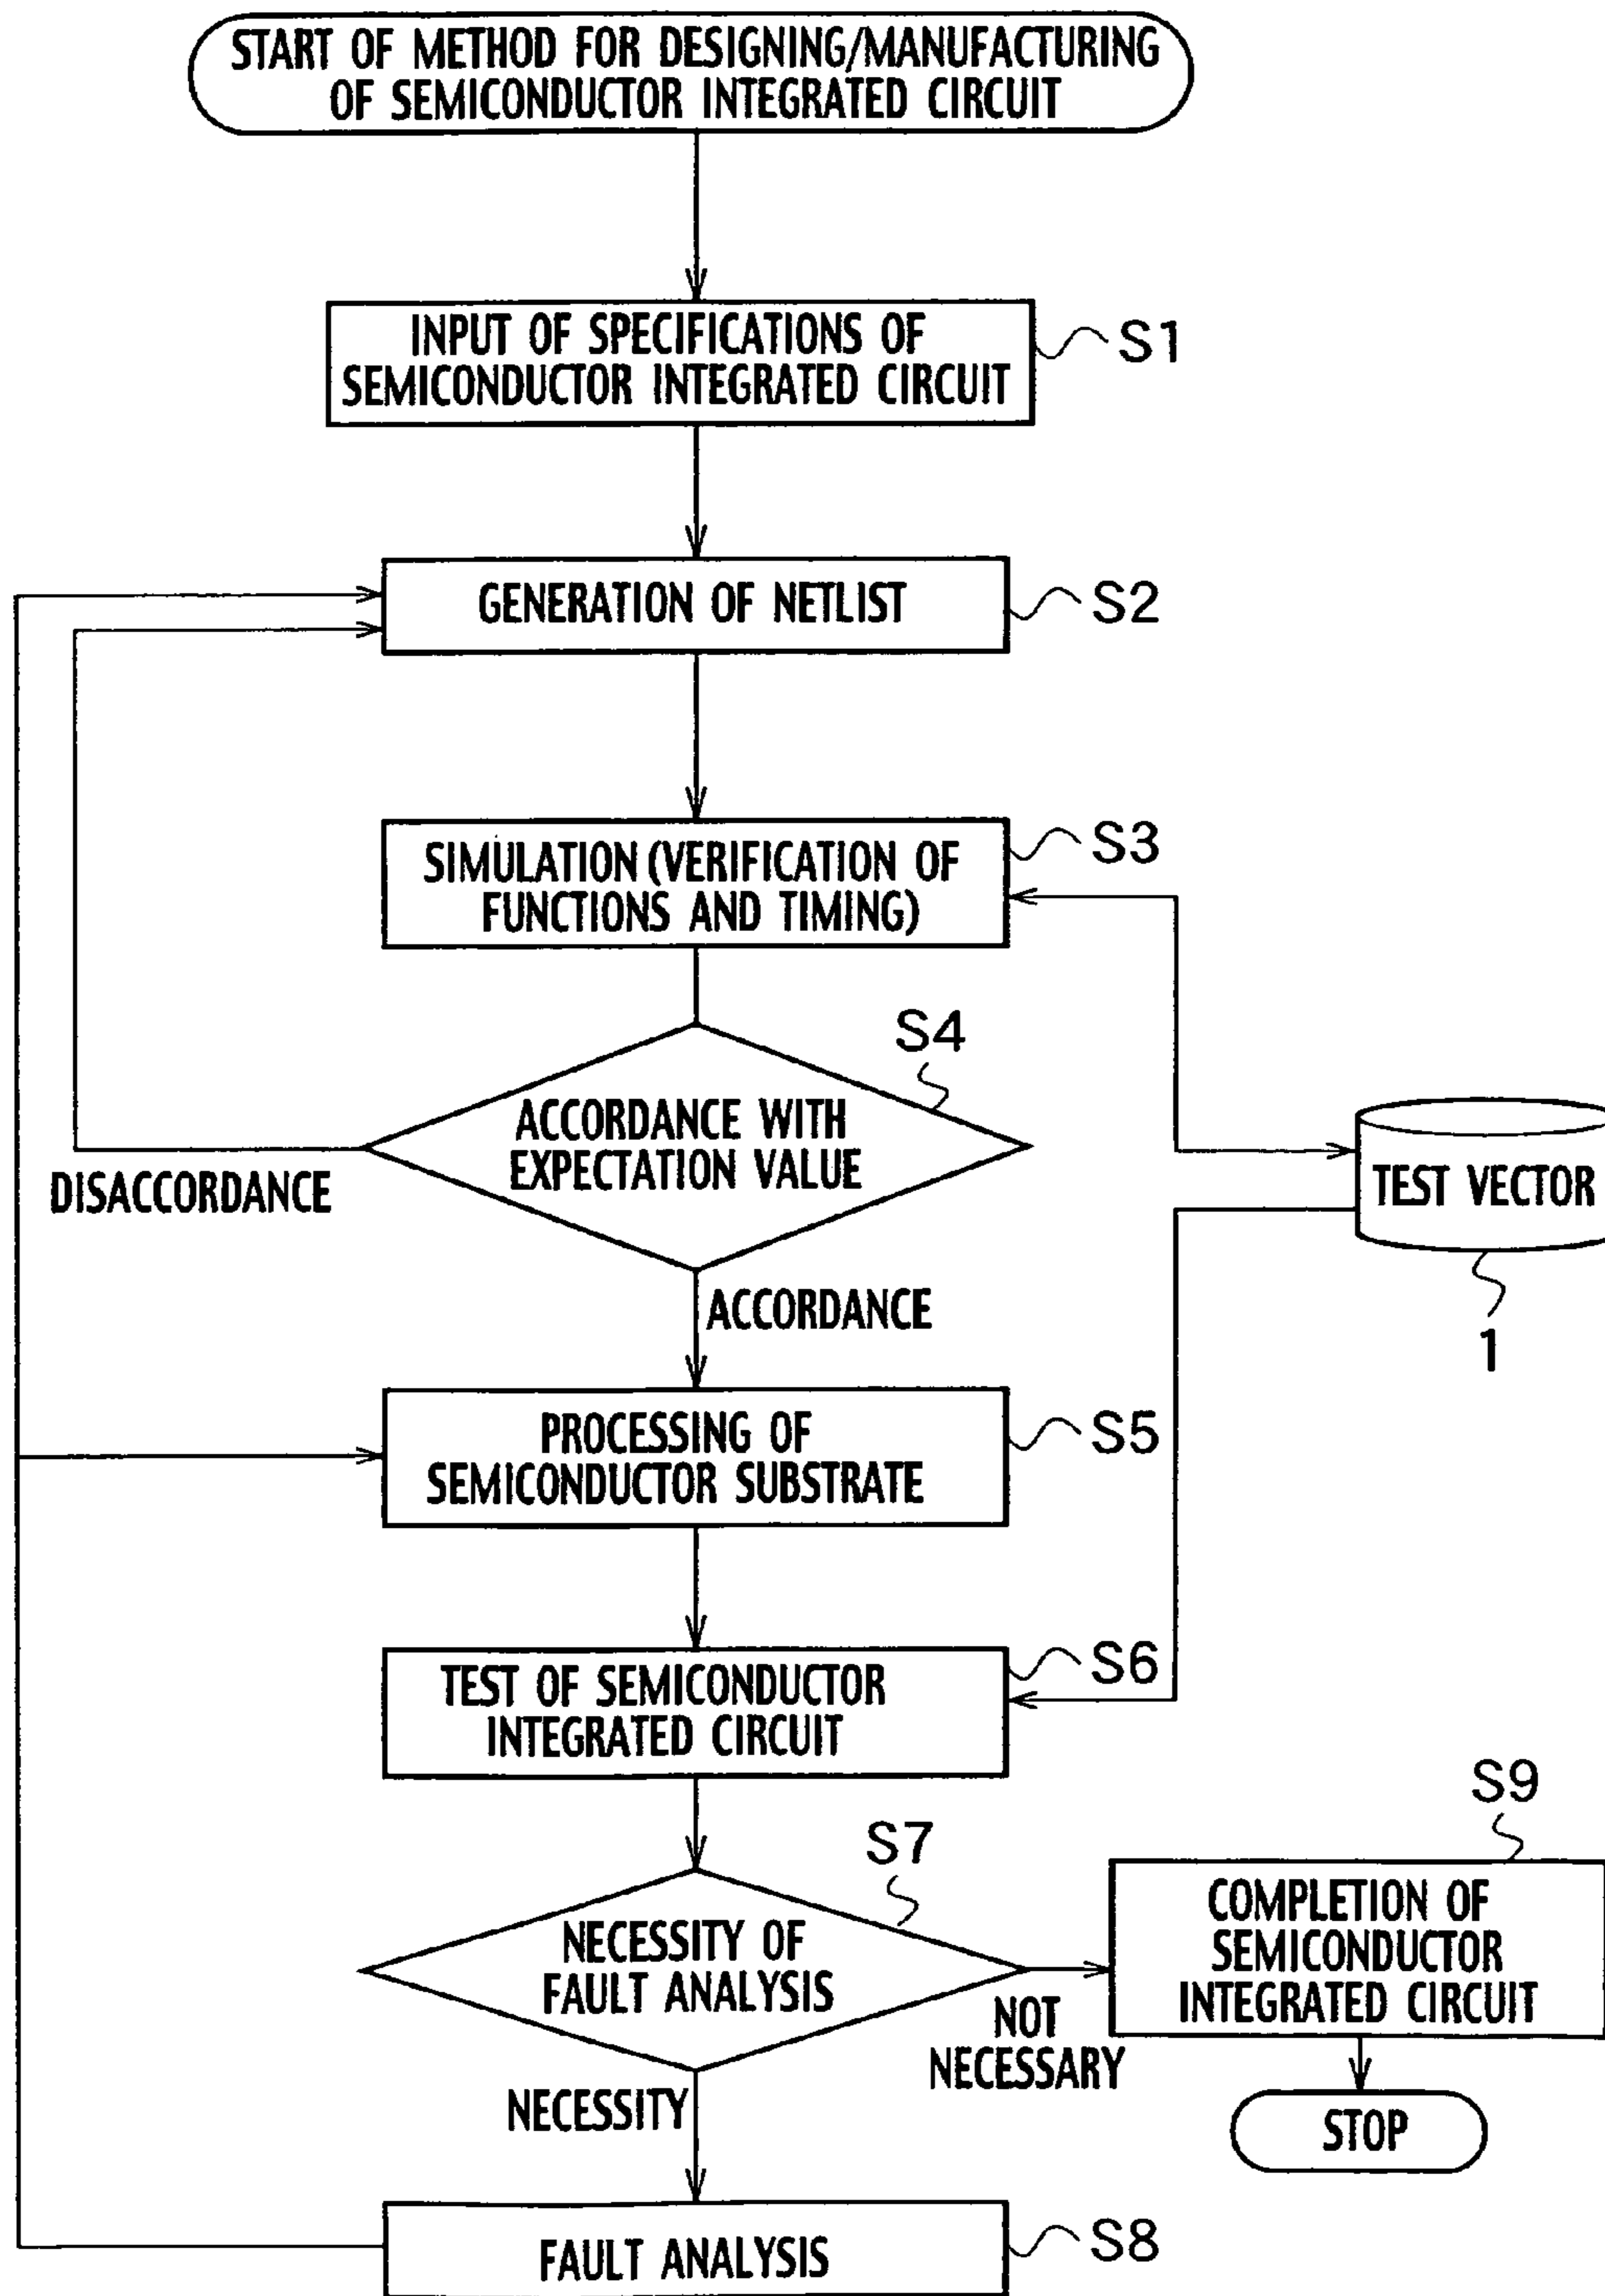 START OF METHOD FOR DESIGNING/MANUFACTURING
OF SEMICONDUCTOR INTEGRATED CIRCUIT
INPUT OF SPECIFICATIONS OF
SEMICONDUCTOR INTEGRATED CIRCUIT
S1
GENERATION OF NETLIST
S2
SIMULATION (VERIFICATION OF
FUNCTIONS AND TIMING)
S3
S4
ACCORDANCE WITH
EXPECTATION VALUE
DISACCORDANCE
TEST VECTOR
1
ACCORDANCE
PROCESSING OF
SEMICONDUCTOR SUBSTRATE
S5
TEST OF SEMICONDUCTOR
INTEGRATED CIRCUIT
S6
S7
NECESSITY OF
FAULT ANALYSIS
S9
COMPLETION OF
SEMICONDUCTOR
INTEGRATED CIRCUIT
NOT
NECESSARY
NECESSITY
STOP
FAULT ANALYSIS
S8